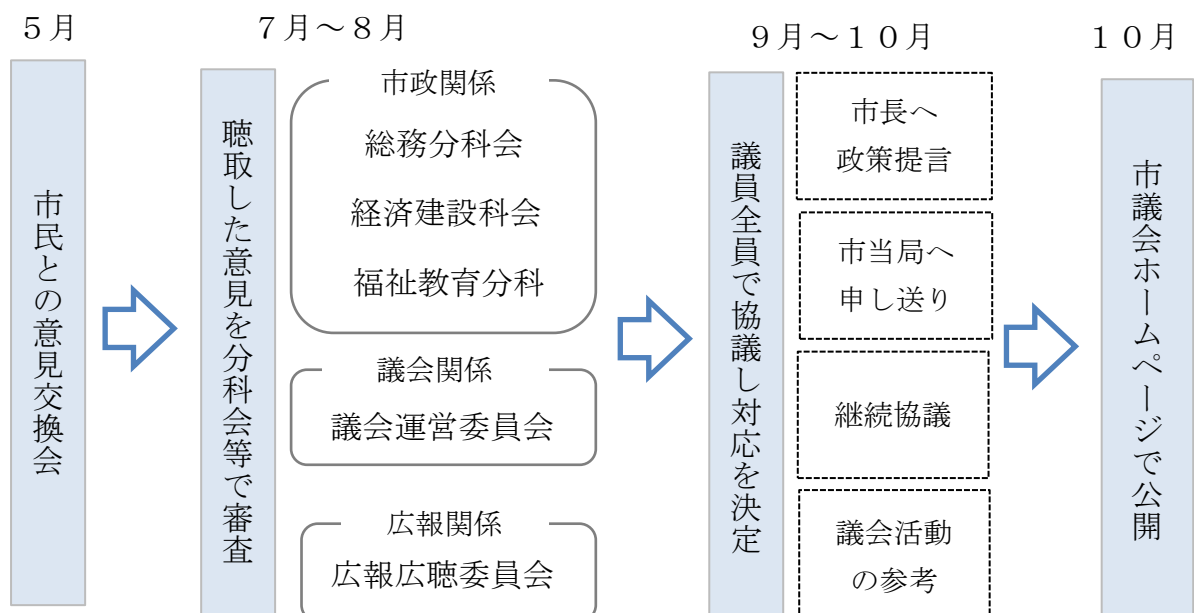 ５月
市民との意見交換会
７月～８月
聴取した意見を分科会等で審査
市政関係
総務分科会
経済建設科会
福祉教育分科
議会関係
議会運営委員会
広報関係
広報広聴委員会
９月～１０月
議員全員で協議し対応を決定
市長へ
政策提言
市当局へ
申し送り
継続協議
議会活動
の参考
１０月
市議会ホームページで公開